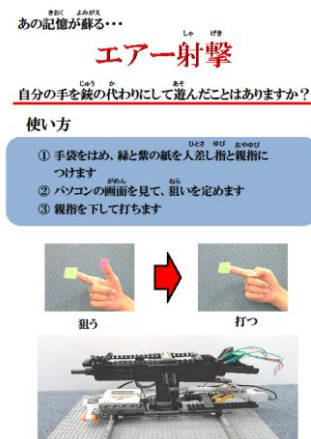 あの記憶が蘇る・・・
エアー射撃
自分の手を銃の代わりにして遊んだことはありますか？
使い方
① 手袋をはめ、緑と紫の紙を人差し指と親指に
つけます
② パソコンの画面を見て、狙いを定めます
③ 親指を下して打ちます
狙う
打つ